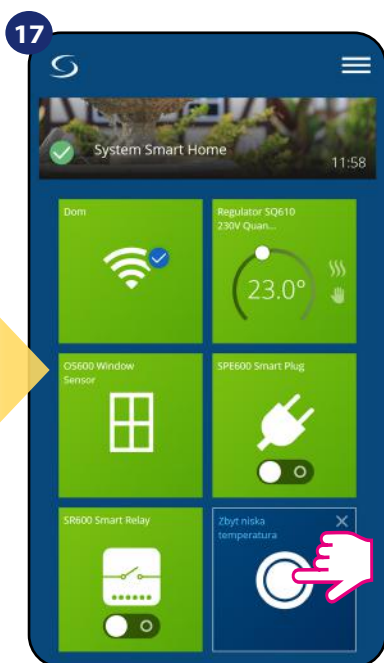 17
System Smart Home
11:58
Dom
Regulator SQ610
230V Quan...
23.0°
OS600 Window
Sensor
SPE600 Smart Plug
SR600 Smart Relay
Zbyt niska
temperatura